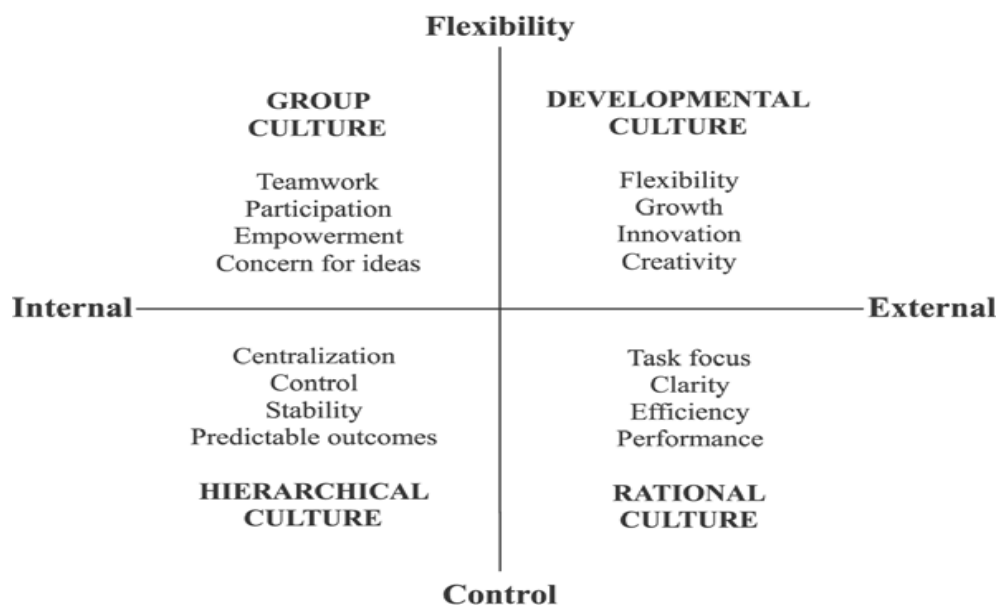 Flexibility
GROUP
CULTURE
Teamwork
Participation
Empowerment
Concern for ideas
DEVELOPMENTAL
CULTURE
Flexibility
Growth
Innovation
Creativity
Internal
External
Centralization
Control
Stability
Predictable outcomes
HIERARCHICAL
CULTURE
Task focus
Clarity
Efficiency
Performance
RATIONAL
CULTURE
Control